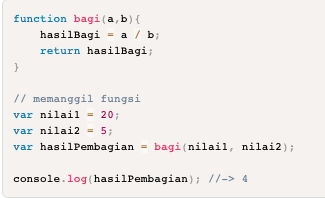 function bagi(a,b){
    hasilBagi = a / b;
    return hasilBagi;
}

// memanggil fungsi
var nilai1 = 20;
var nilai2 = 5;
var hasilPembagian = bagi(nilai1, nilai2);

console.log(hasilPembagian); //-> 4